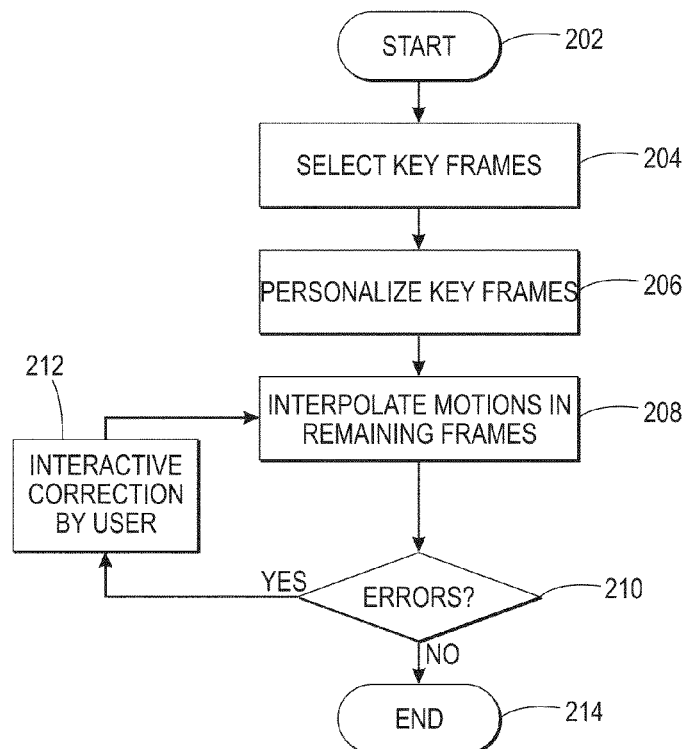 START
202
SELECT KEY FRAMES
204
PERSONALIZE KEY FRAMES
206
INTERPOLATE MOTIONS IN
REMAINING FRAMES
208
212
INTERACTIVE
CORRECTION
BY USER
YES
ERRORS?
210
NO
END
214